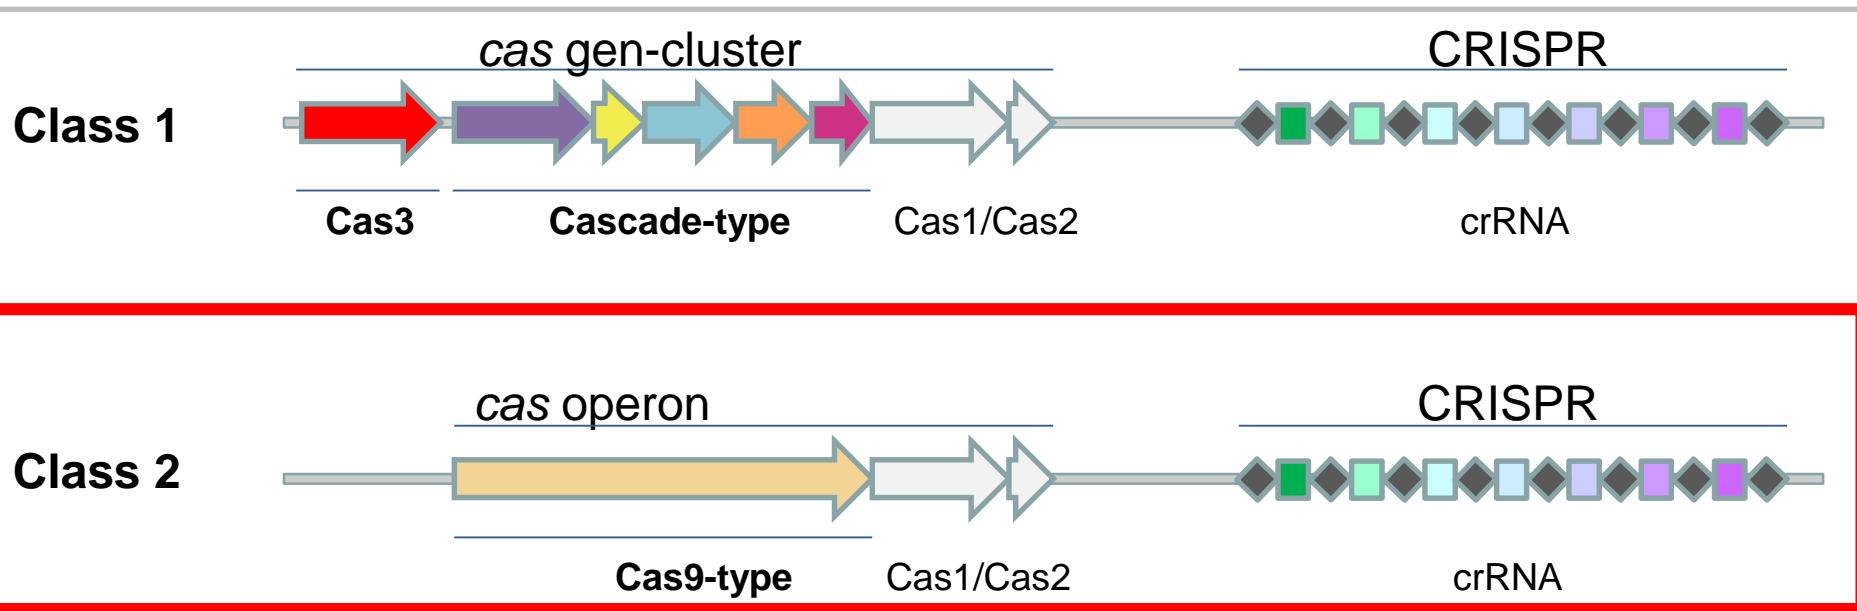 cas gen-cluster CRISPR
Class 1
Cas3 Cascade-type Cas1/Cas2 crRNA
cas operon CRISPR
Class 2
Cas9-type Cas1/Cas2 crRNA